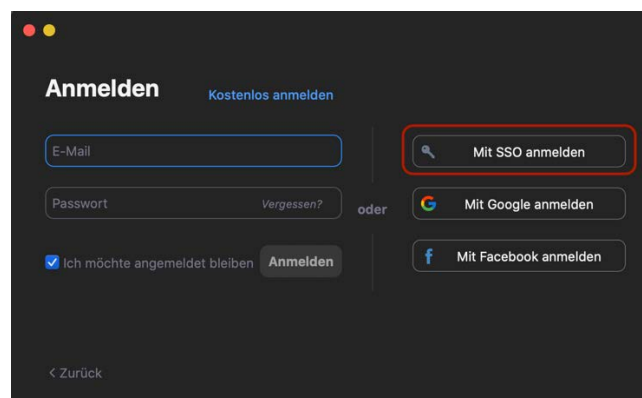 Anmelden
Kostenlos anmelden
E-Mail
Passwort
Vergessen?
Ich möchte angemeldet bleiben
Anmelden
oder
Mit SSO anmelden
Mit Google anmelden
Mit Facebook anmelden
< Zurück